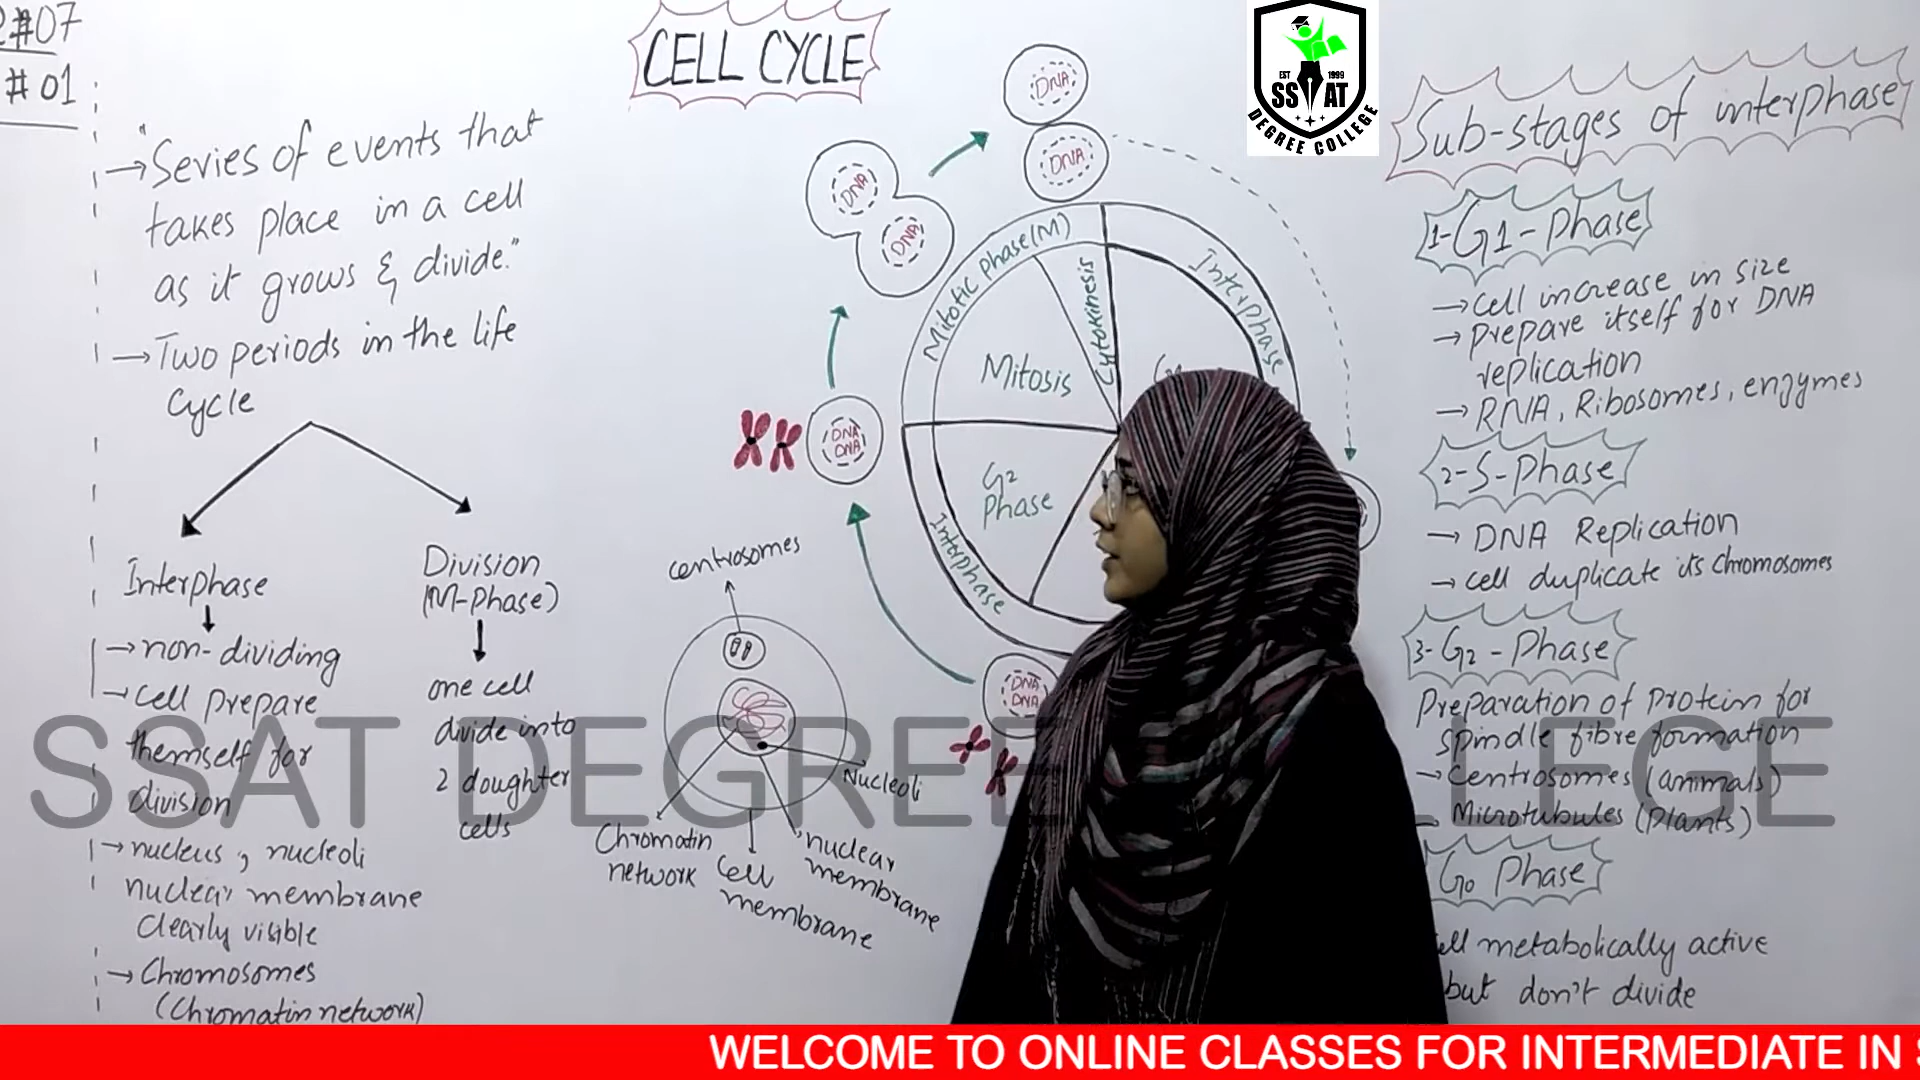 #07
#01
CELL CYCLE
"
→Series of events that
takes place in a cell
as it grows & divide."
→Two periods in the life
Cycle
Interphase
→non-dividing
→cell prepare
themself for
division
→nucleus, nucleoli
nuclear membrane
Clearly visible
→Chromosomes
(Chromatin network)
Division
(M-Phase)
one cell
divide into
2 doughter
cells
centrosomes
Nucleoli
Chromatin
network
Cell
membrane
nuclear
membrane
DNA
DNA
DNA
DNA
DNA
DNA
DNA
DNA
Mitotic Phase(M)
Interphase
Cytokinesis
Mitosis
G2
Phase
Interphase
EST 1999
SSAT
DEGREE COLLEGE
Sub-stages of interphase
1-G1-Phase
→cell increase in size
→prepare itself for DNA
replication
→RNA, Ribosomes, enzymes
2-S-Phase
→ DNA Replication
→ cell duplicate its chromosomes
3-G2-Phase
Preparation of protein for
spindle fibre formation
→centrosomes (animals)
Microtubules (plants)
G0 Phase
metabolically active
but don't divide
SSAT DEGREE LEGE
WELCOME TO ONLINE CLASSES FOR INTERMEDIATE IN